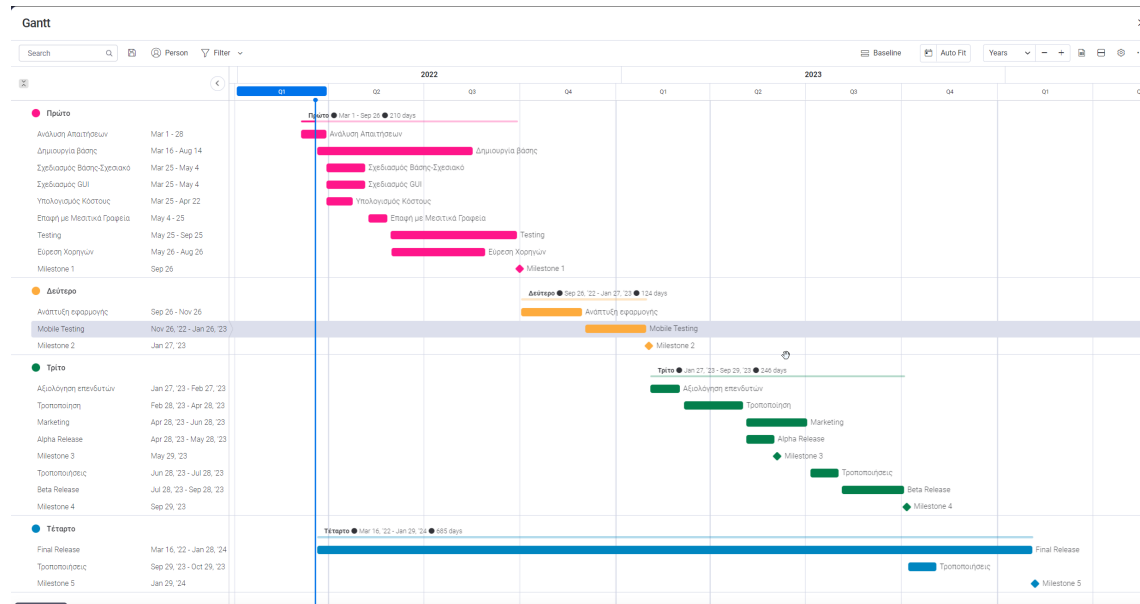 Gantt
Search Person Filter Baseline Auto Fit Years
2022 2023
Q1 Q2 Q3 Q4 Q1 Q2 Q3 Q4 Q1
Πρώτο Πρώτο ● Mar 1 - Sep 26 ● 210 days
Ανάλυση Απαιτήσεων Mar 1 - 28 Ανάλυση Απαιτήσεων
Δημιουργία βάσης Mar 16 - Aug 14 Δημιουργία βάσης
Σχεδιασμός Βάσης-Σχεσιακό Mar 25 - May 4 Σχεδιασμός Βάσης-Σχεσιακό
Σχεδιασμός GUI Mar 25 - May 4 Σχεδιασμός GUI
Υπολογισμός Κόστους Mar 25 - Apr 22 Υπολογισμός Κόστους
Επαφή με Μεσιτικά Γραφεία May 4 - 25 Επαφή με Μεσιτικά Γραφεία
Testing May 25 - Sep 25 Testing
Εύρεση Χορηγών May 26 - Aug 26 Εύρεση Χορηγών
Milestone 1 Sep 26 Milestone 1
Δεύτερο Δεύτερο ● Sep 26, '22 - Jan 27, '23 ● 124 days
Ανάπτυξη εφαρμογής Sep 26 - Nov 26 Ανάπτυξη εφαρμογής
Mobile Testing Nov 26, '22 - Jan 26, '23 Mobile Testing
Milestone 2 Jan 27, '23 Milestone 2
Τρίτο Τρίτο ● Jan 27, '23 - Sep 29, '23 ● 246 days
Αξιολόγηση επενδυτών Jan 27, '23 - Feb 27, '23 Αξιολόγηση επενδυτών
Τροποποίηση Feb 28, '23 - Apr 28, '23 Τροποποίηση
Marketing Apr 28, '23 - Jun 28, '23 Marketing
Alpha Release Apr 28, '23 - May 28, '23 Alpha Release
Milestone 3 May 29, '23 Milestone 3
Τροποποιήσεις Jun 28, '23 - Jul 28, '23 Τροποποιήσεις
Beta Release Jul 28, '23 - Sep 28, '23 Beta Release
Milestone 4 Sep 29, '23 Milestone 4
Τέταρτο Τέταρτο ● Mar 16, '22 - Jan 29, '24 ● 685 days
Final Release Mar 16, '22 - Jan 28, '24 Final Release
Τροποποιήσεις Sep 29, '23 - Oct 29, '23 Τροποποιήσεις
Milestone 5 Jan 29, '24 Milestone 5